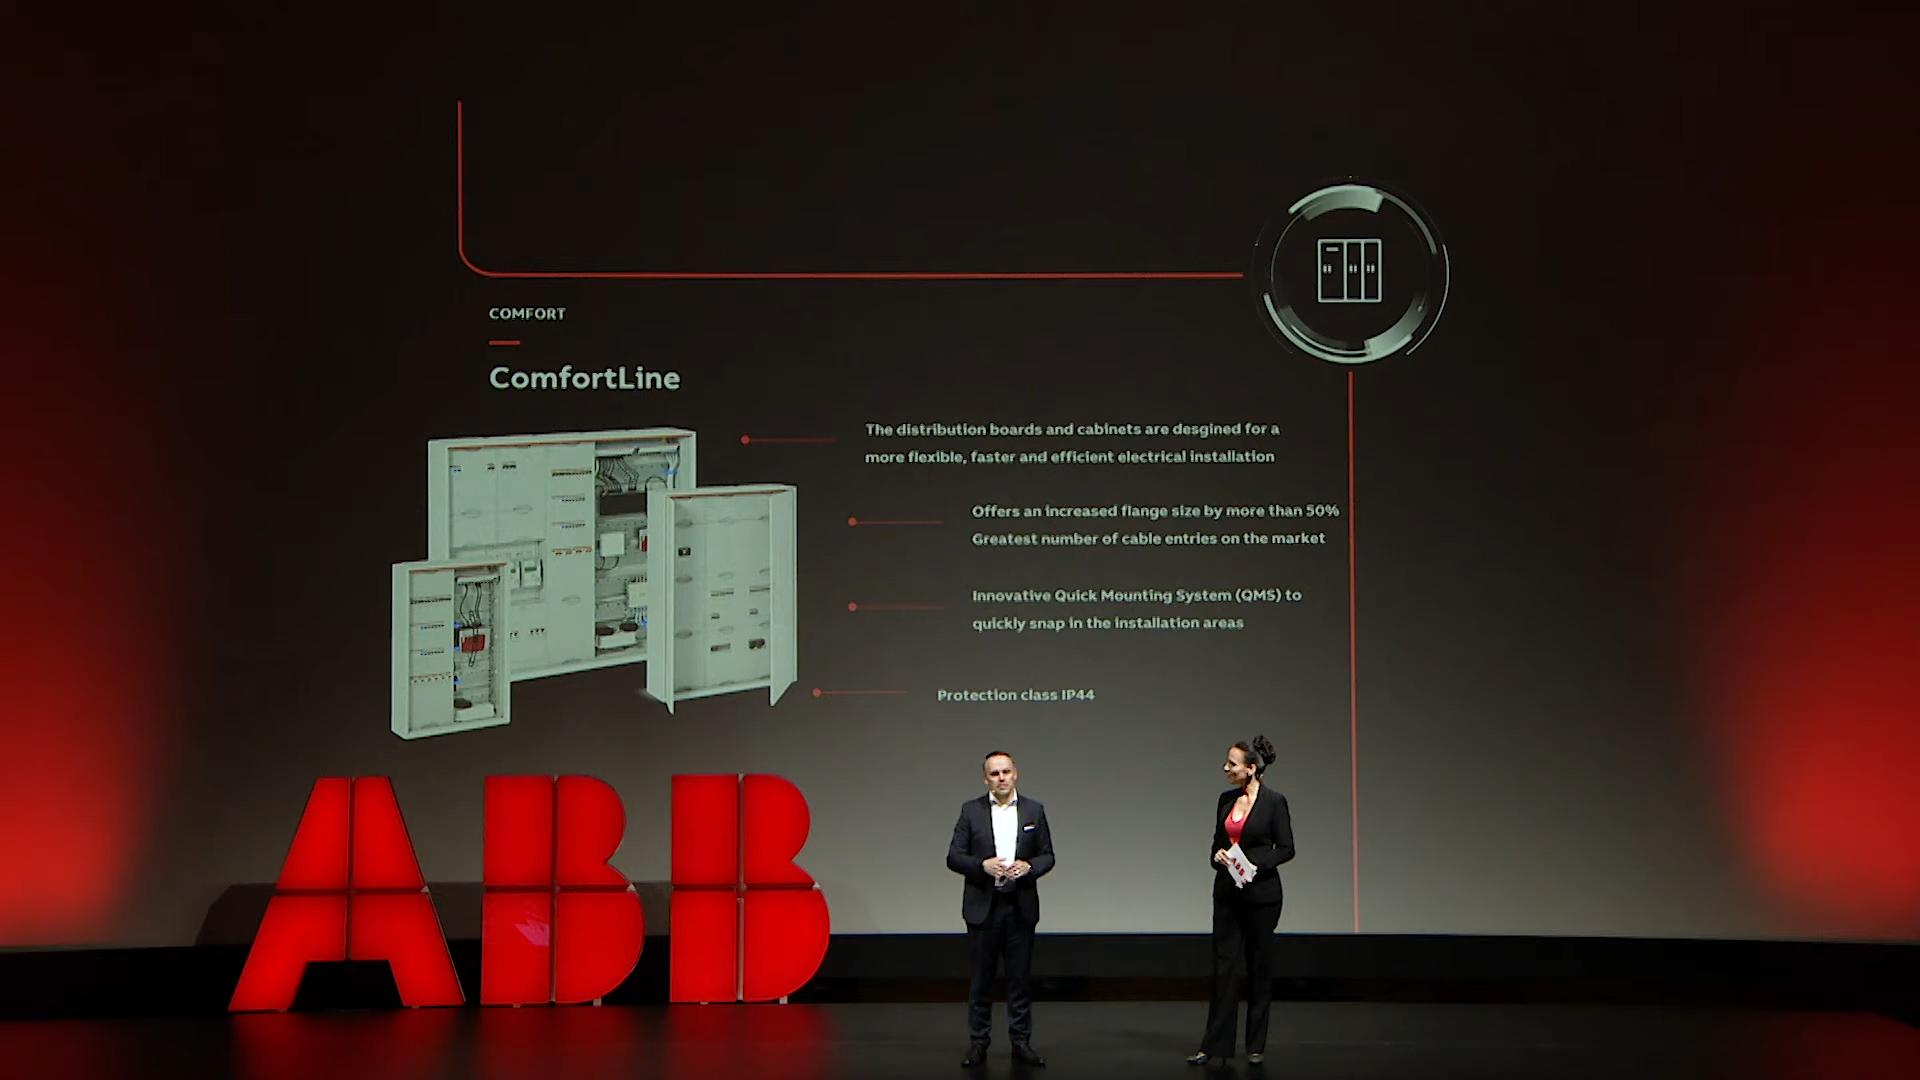 COMFORT
ComfortLine
The distribution boards and cabinets are desgined for a
more flexible, faster and efficient electrical installation
Offers an increased flange size by more than 50%
Greatest number of cable entries on the market
Innovative Quick Mounting System (QMS) to
quickly snap in the installation areas
Protection class IP44
ABB
ABB